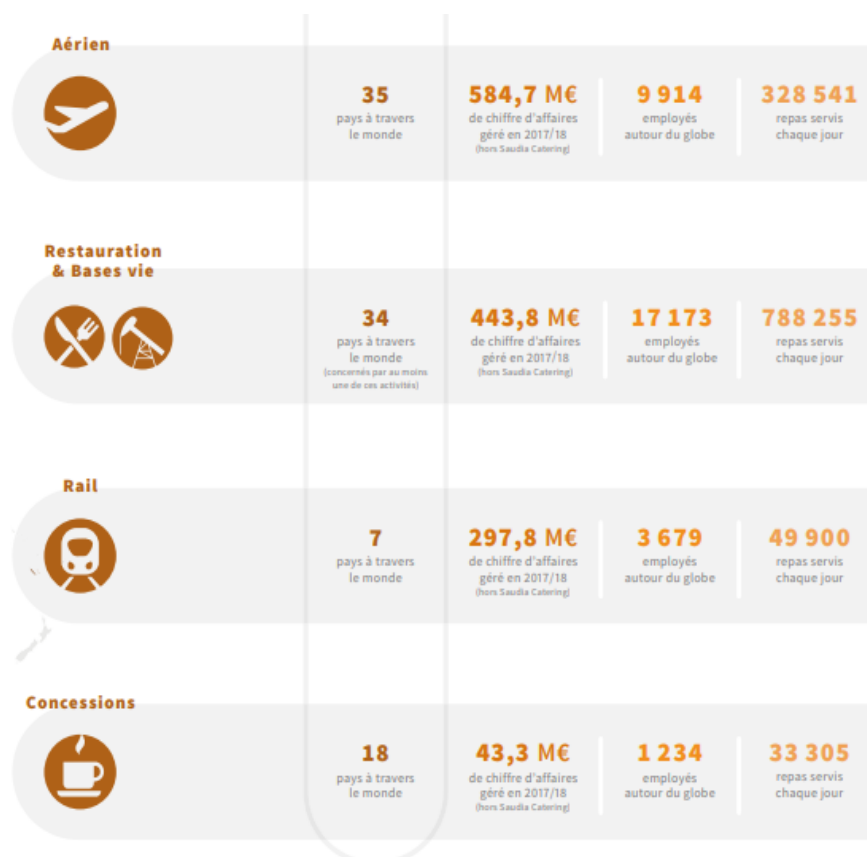 Aérien
35
pays à travers
le monde
584,7 M€
de chiffre d'affaires
géré en 2017/18
(hors Saudia Catering)
9 914
employés
autour du globe
328 541
repas servis
chaque jour
Restauration
& Bases vie
34
pays à travers
le monde
(concernés par au moins
une de ces activités)
443,8 M€
de chiffre d'affaires
géré en 2017/18
(hors Saudia Catering)
17 173
employés
autour du globe
788 255
repas servis
chaque jour
Rail
7
pays à travers
le monde
297,8 M€
de chiffre d'affaires
géré en 2017/18
(hors Saudia Catering)
3 679
employés
autour du globe
49 900
repas servis
chaque jour
Concessions
18
pays à travers
le monde
43,3 M€
de chiffre d'affaires
géré en 2017/18
(hors Saudia Catering)
1 234
employés
autour du globe
33 305
repas servis
chaque jour